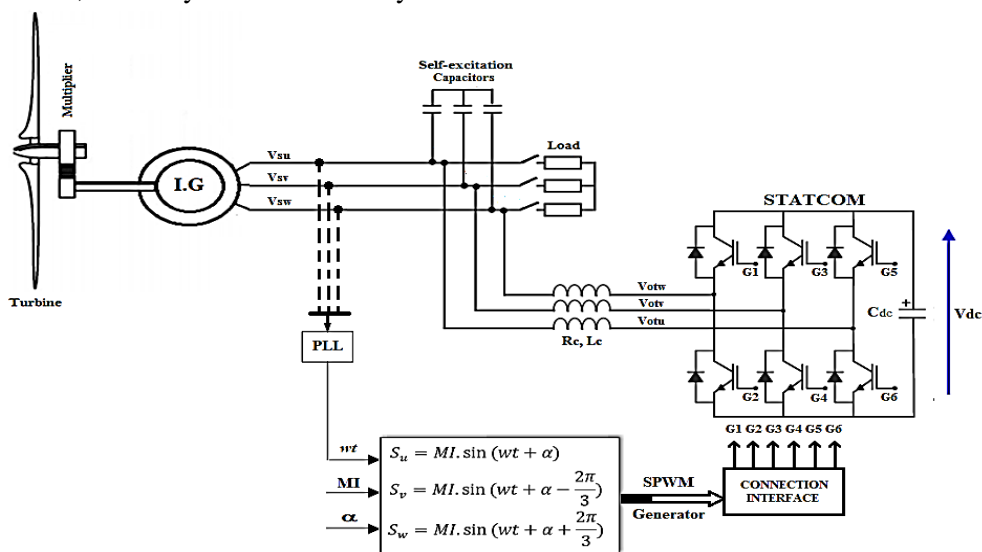 Self-excitation
Capacitors
Multiplier
Load
Vsu
Vsv
Vsw
I.G
STATCOM
G1
G3
G5
Turbine
Votw
Votv
Votu
Rc, Lc
Cdc
+
Vdc
PLL
G2
G4
G6
G1 G2 G3 G4 G5 G6
wt
MI
α
S_u = MI.sin (wt + α)
S_v = MI.sin (wt + α − 2π/3)
S_w = MI.sin (wt + α + 2π/3)
SPWM
Generator
CONNECTION
INTERFACE